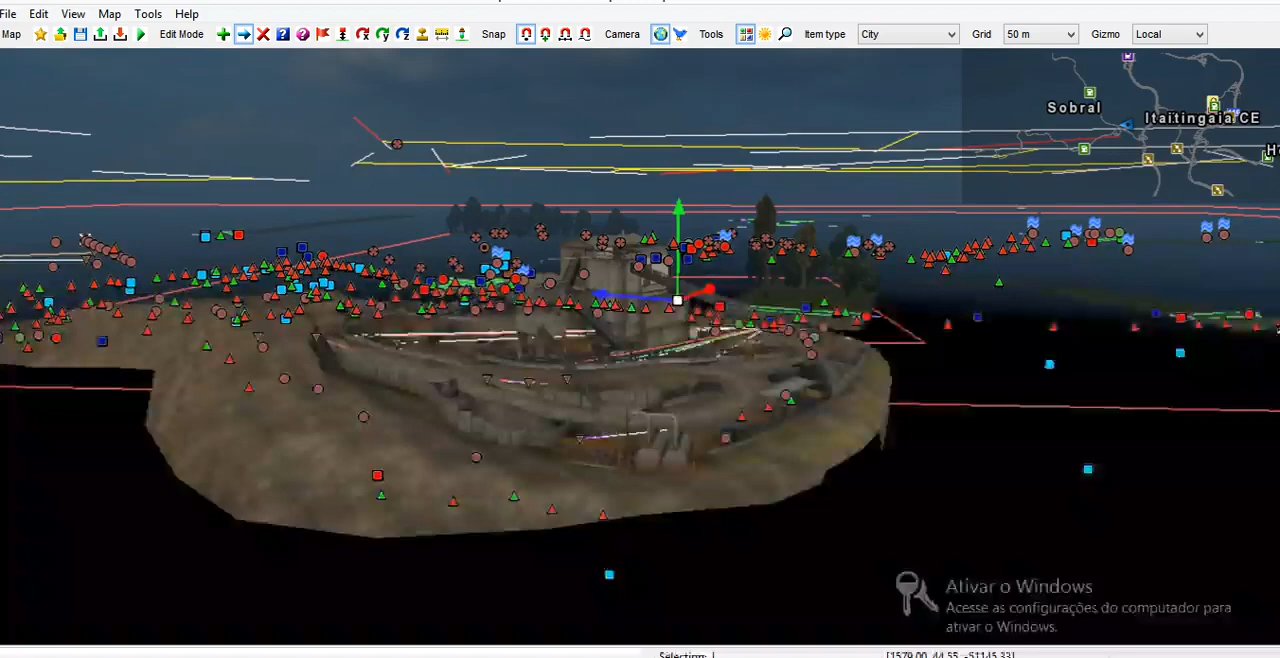 File Edit View Map Tools Help
Map Edit Mode Snap Camera Tools Item type City Grid 50 m Gizmo Local
Sobral
Itaitingaia CE
Ativar o Windows
Acesse as configurações do computador para
ativar o Windows.
Selection: